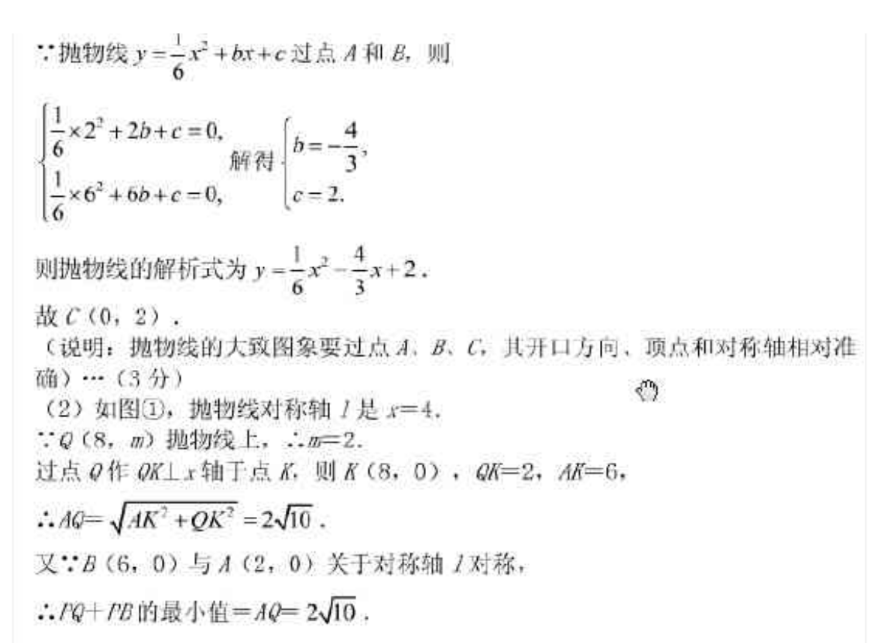 ∵抛物线 y=1/6x²+bx+c过点 A 和 B，则
{1/6×2²+2b+c=0, 1/6×6²+6b+c=0, 解得 {b=-4/3, c=2.
则抛物线的解析式为 y=1/6x²-4/3x+2．
故 C（0，2）．
（说明：抛物线的大致图象要过点 A、B、C，其开口方向、顶点和对称轴相对准
确）…（3 分）
（2）如图①，抛物线对称轴 l 是 x=4．
∵Q（8，m）抛物线上，∴m=2．
过点 Q 作 QK⊥x 轴于点 K，则 K（8，0），QK=2，AK=6，
∴AQ=√(AK²+QK²)=2√10．
又∵B（6，0）与 A（2，0）关于对称轴 l 对称，
∴PQ+PB 的最小值=AQ=2√10．